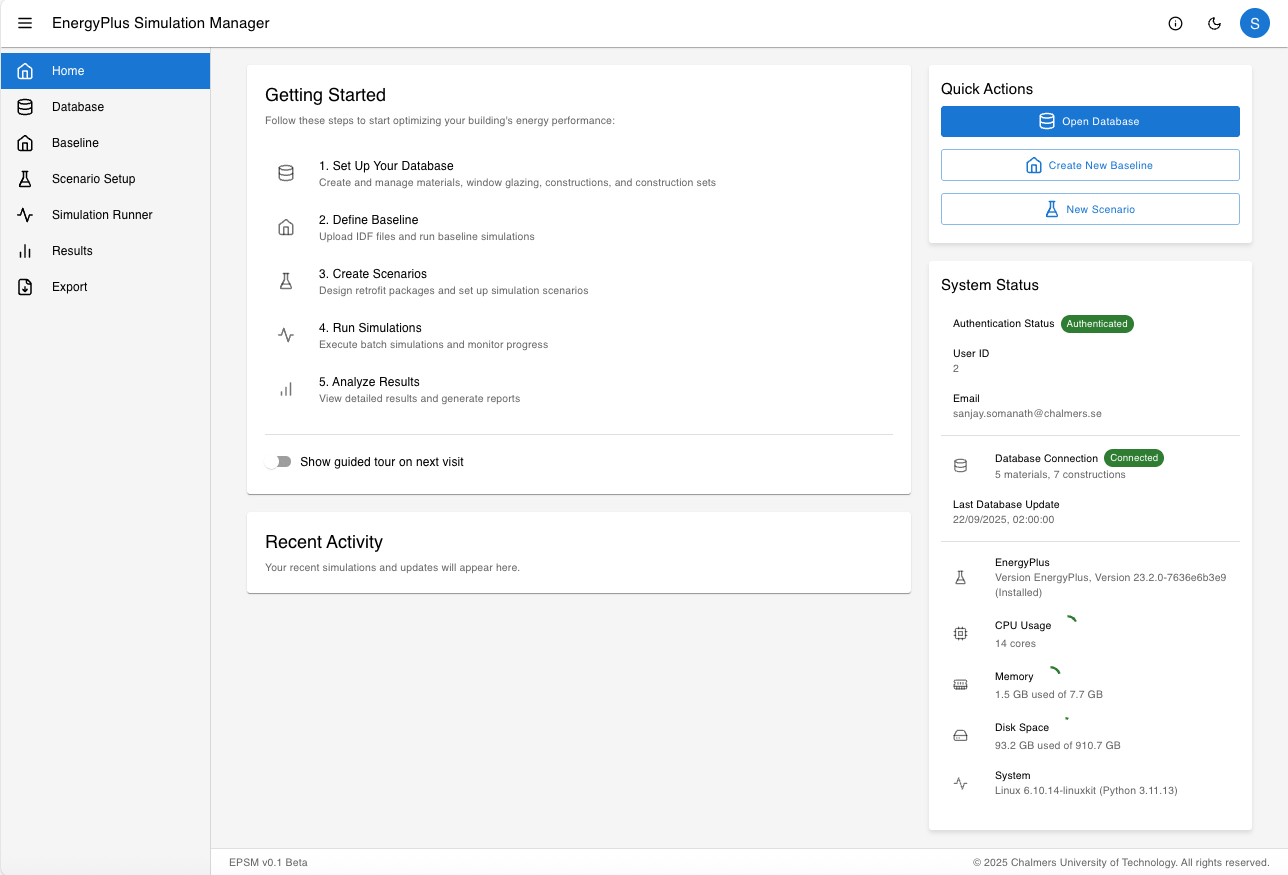 EnergyPlus Simulation Manager
S
Home
Database
Baseline
Scenario Setup
Simulation Runner
Results
Export
Getting Started
Follow these steps to start optimizing your building's energy performance:
1. Set Up Your Database
Create and manage materials, window glazing, constructions, and construction sets
2. Define Baseline
Upload IDF files and run baseline simulations
3. Create Scenarios
Design retrofit packages and set up simulation scenarios
4. Run Simulations
Execute batch simulations and monitor progress
5. Analyze Results
View detailed results and generate reports
Show guided tour on next visit
Recent Activity
Your recent simulations and updates will appear here.
Quick Actions
Open Database
Create New Baseline
New Scenario
System Status
Authentication Status Authenticated
User ID
2
Email
sanjay.somanath@chalmers.se
Database Connection Connected
5 materials, 7 constructions
Last Database Update
22/09/2025, 02:00:00
EnergyPlus
Version EnergyPlus, Version 23.2.0-7636e6b3e9
(Installed)
CPU Usage
14 cores
Memory
1.5 GB used of 7.7 GB
Disk Space
93.2 GB used of 910.7 GB
System
Linux 6.10.14-linuxkit (Python 3.11.13)
EPSM v0.1 Beta
© 2025 Chalmers University of Technology. All rights reserved.